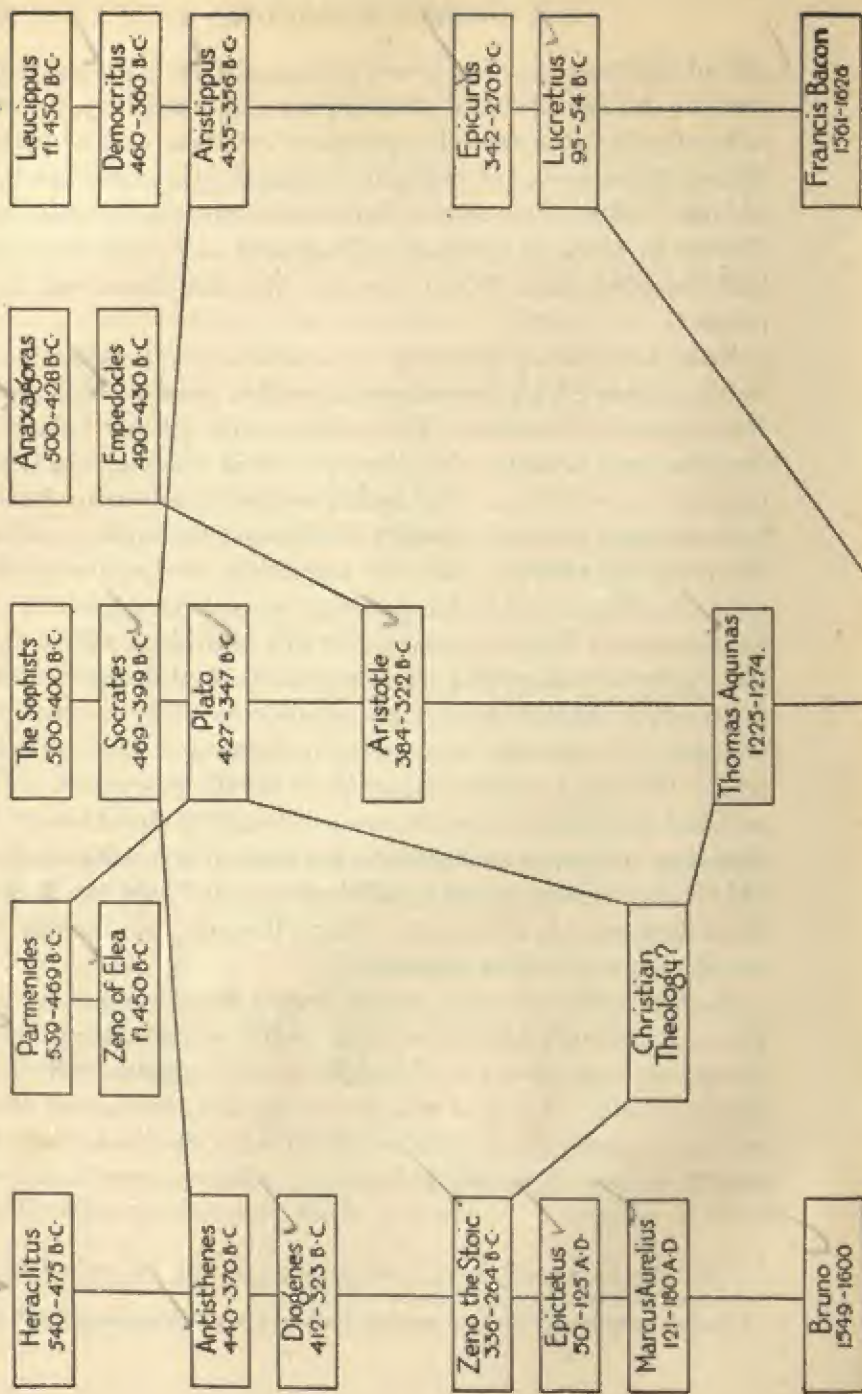 Heraclitus
540-475 B·C·
Parmenides
539-469 B·C·
The Sophists
500-400 B·C·
Anaxagoras
500-428 B·C·
Leucippus
fl. 450 B·C·
Zeno of Elea
fl. 450 B·C
Socrates
469-399 B·C
Empedocles
490-430 B·C
Democritus
460-360 B·C·
Antisthenes
440-370 B·C
Plato
427-347 B·C
Aristippus
435-356 B·C·
Diogenes
412-323 B·C·
Aristotle
384-322 B·C
Zeno the Stoic
336-264 B·C·
Epicurus
342-270 B·C·
Epictetus
50-125 A·D·
Lucretius
95-54 B·C
Marcus Aurelius
121-180 A·D
Christian
Theology?
Thomas Aquinas
1225-1274.
Bruno
1549-1600
Francis Bacon
1561-1626